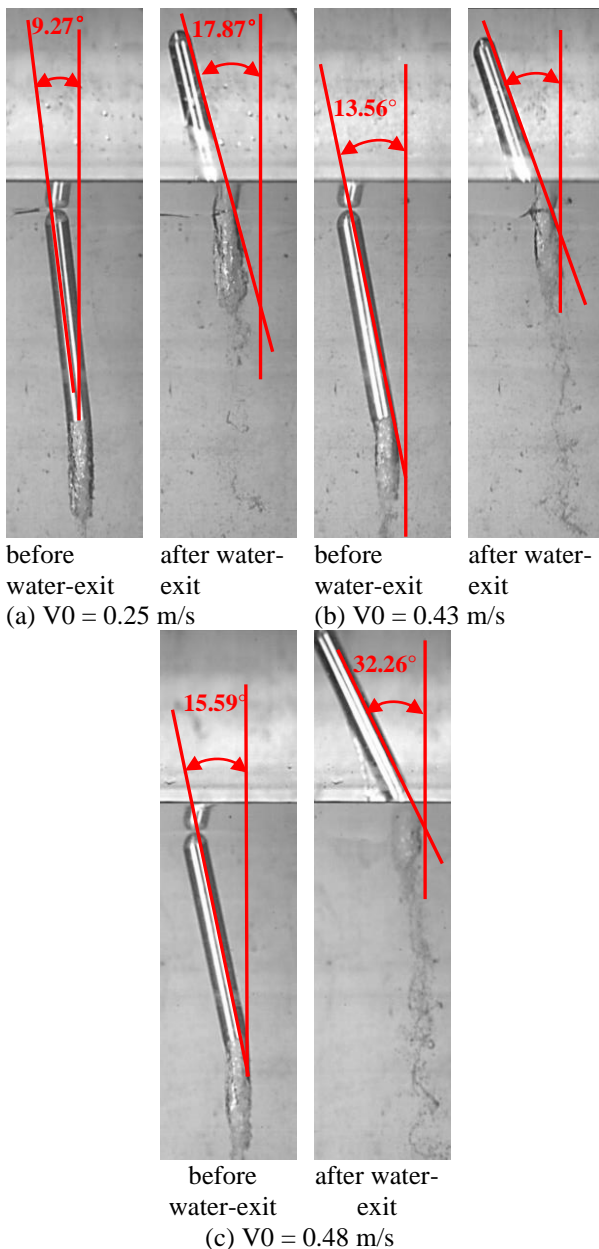 9.27°
17.87°
13.56°
before
water-exit
after water-
exit
before
water-exit
after water-
exit
(a) V0 = 0.25 m/s
(b) V0 = 0.43 m/s
15.59°
32.26°
before
water-exit
after water-
exit
(c) V0 = 0.48 m/s